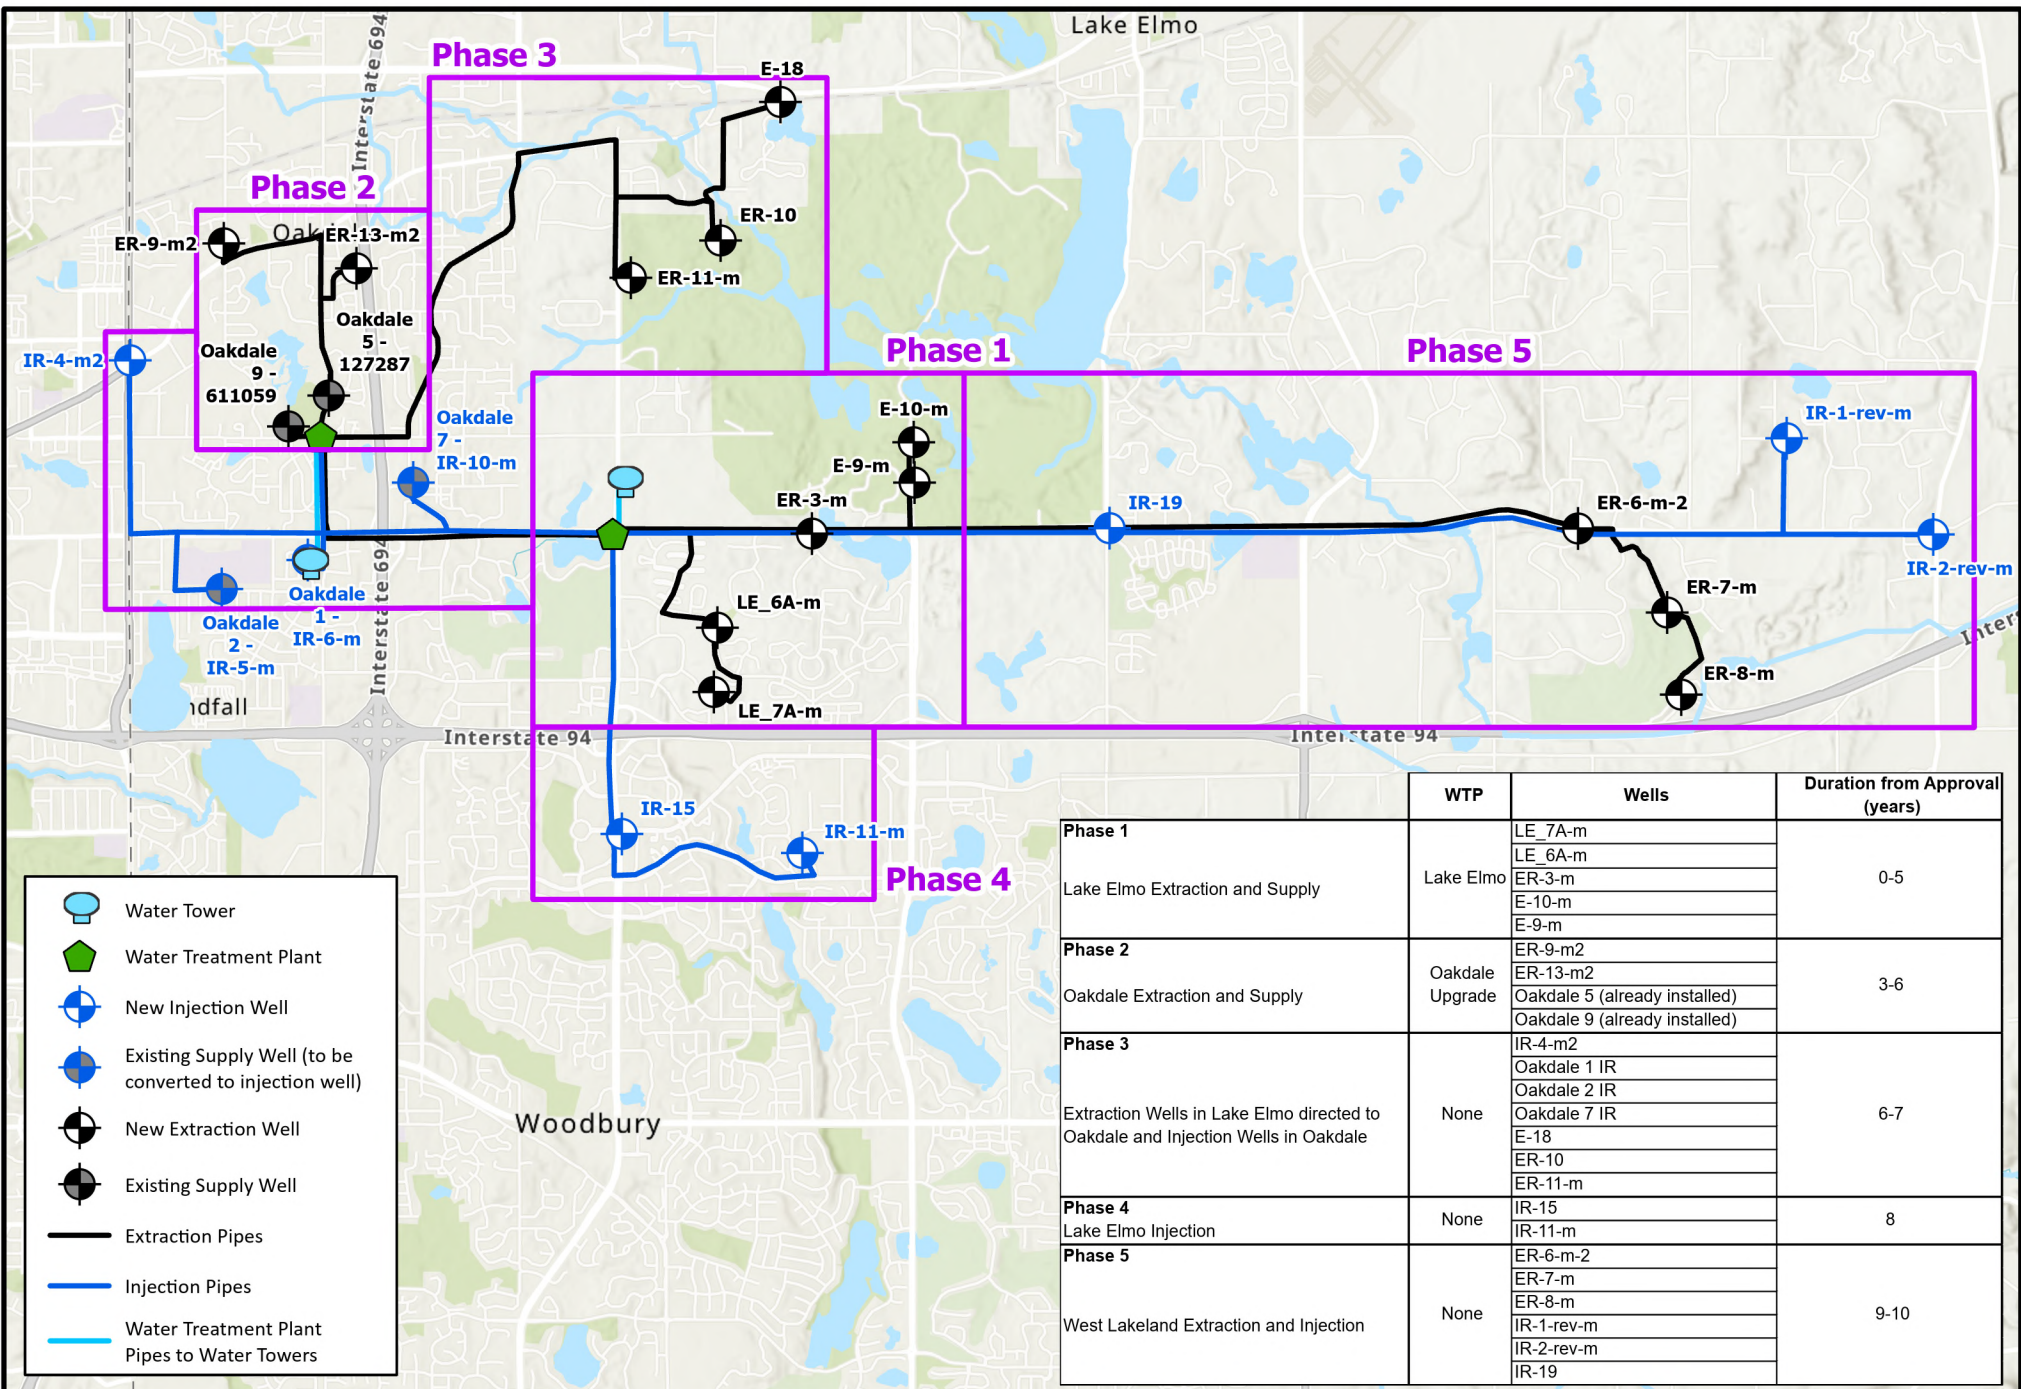 Lake Elmo
Interstate 694
Phase 3
E-18
Phase 2
ER-10
ER-9-m2
Oak
ER-13-m2
ER-11-m
Oakdale
5 -
127287
Oakdale
9 -
611059
IR-4-m2
Phase 1
Phase 5
Oakdale
7 -
IR-10-m
E-10-m
E-9-m
ER-3-m
IR-1-rev-m
IR-19
ER-6-m-2
IR-2-rev-m
Interstate 694
Oakdale
1 -
IR-6-m
Oakdale
2 -
IR-5-m
LE_6A-m
LE_7A-m
ER-7-m
ER-8-m
Inter
ndfall
Interstate 94
Interstate 94
IR-15
IR-11-m
Phase 4
Woodbury
Water Tower
Water Treatment Plant
New Injection Well
Existing Supply Well (to be
converted to injection well)
New Extraction Well
Existing Supply Well
Extraction Pipes
Injection Pipes
Water Treatment Plant
Pipes to Water Towers
WTP
Wells
Duration from Approval
(years)
Phase 1
Lake Elmo Extraction and Supply
Lake Elmo
LE_7A-m
LE_6A-m
ER-3-m
E-10-m
E-9-m
0-5
Phase 2
Oakdale Extraction and Supply
Oakdale
Upgrade
ER-9-m2
ER-13-m2
Oakdale 5 (already installed)
Oakdale 9 (already installed)
3-6
Phase 3
Extraction Wells in Lake Elmo directed to
Oakdale and Injection Wells in Oakdale
None
IR-4-m2
Oakdale 1 IR
Oakdale 2 IR
Oakdale 7 IR
E-18
ER-10
ER-11-m
6-7
Phase 4
Lake Elmo Injection
None
IR-15
IR-11-m
8
Phase 5
West Lakeland Extraction and Injection
None
ER-6-m-2
ER-7-m
ER-8-m
IR-1-rev-m
IR-2-rev-m
IR-19
9-10